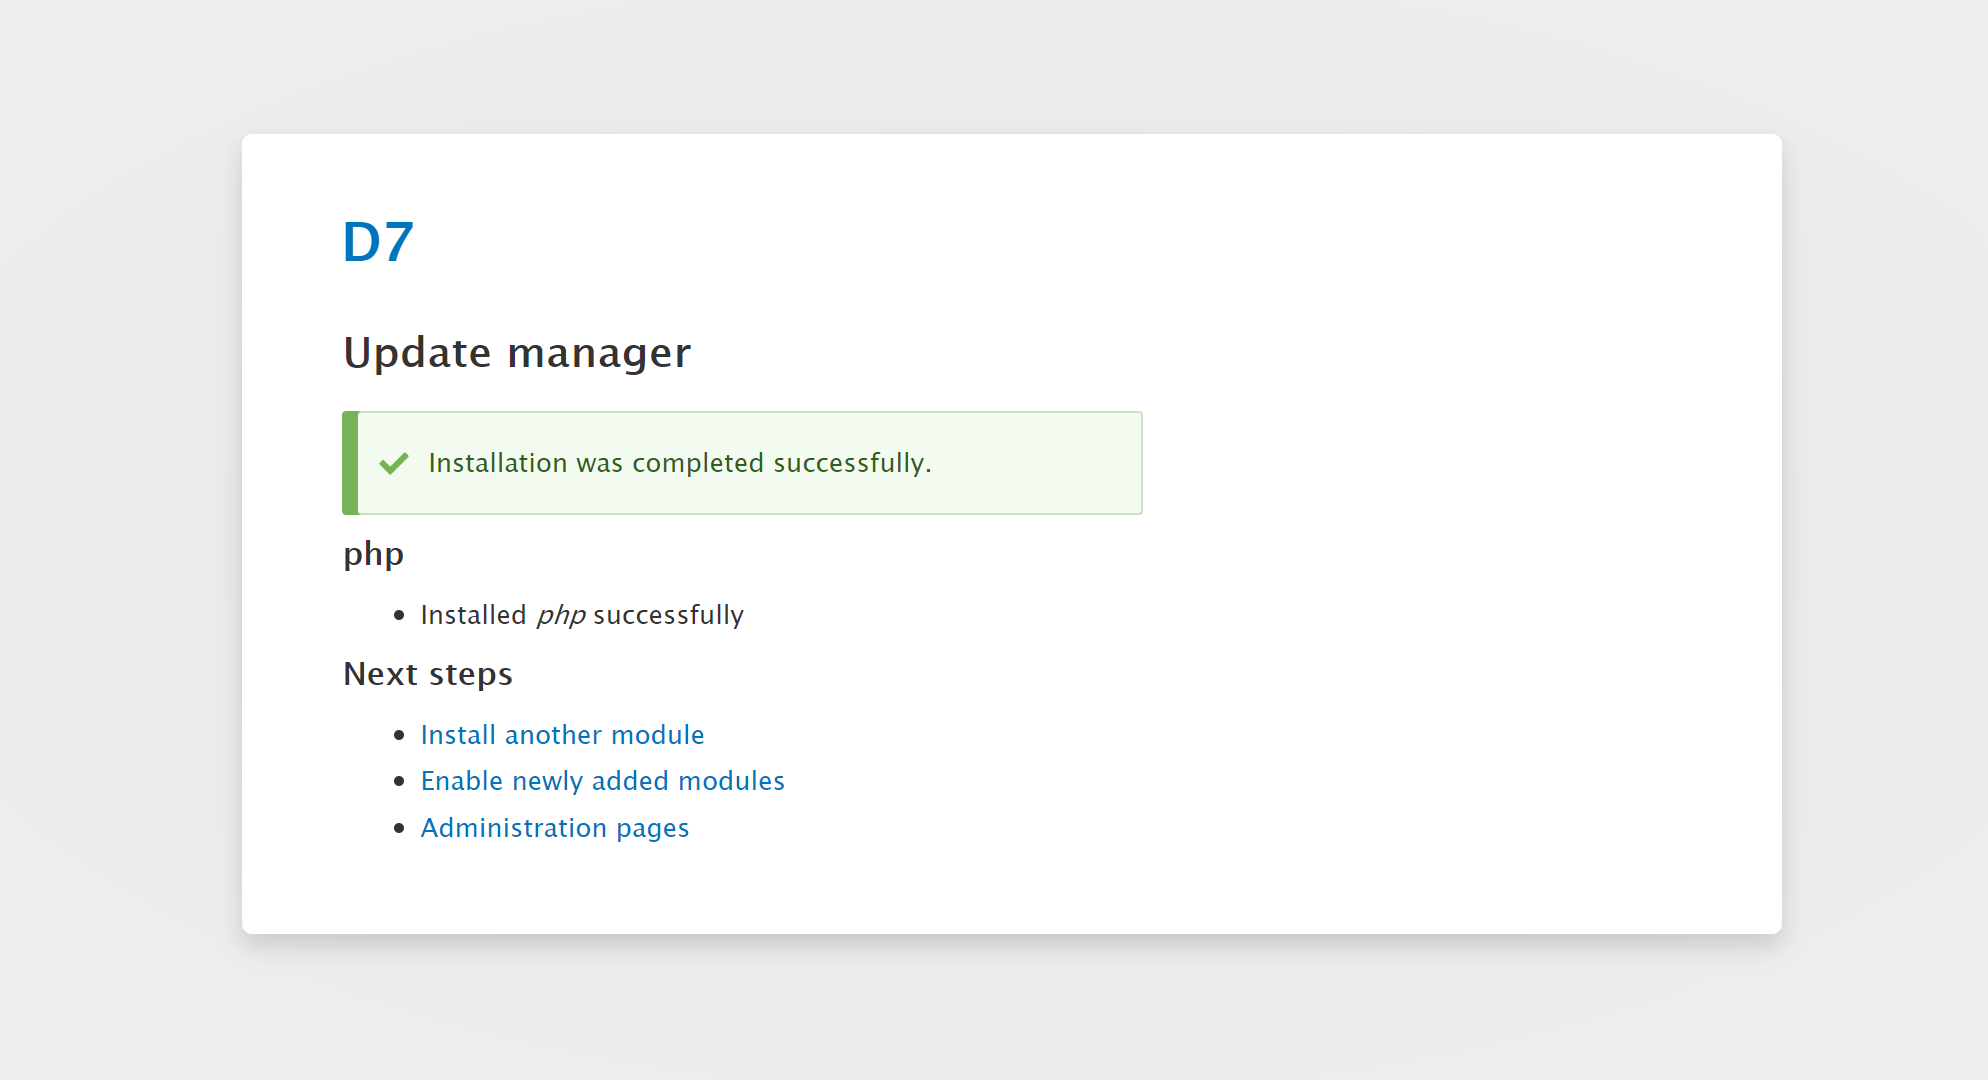 D7
Update manager
Installation was completed successfully.
php
Installed php successfully
Next steps
Install another module
Enable newly added modules
Administration pages